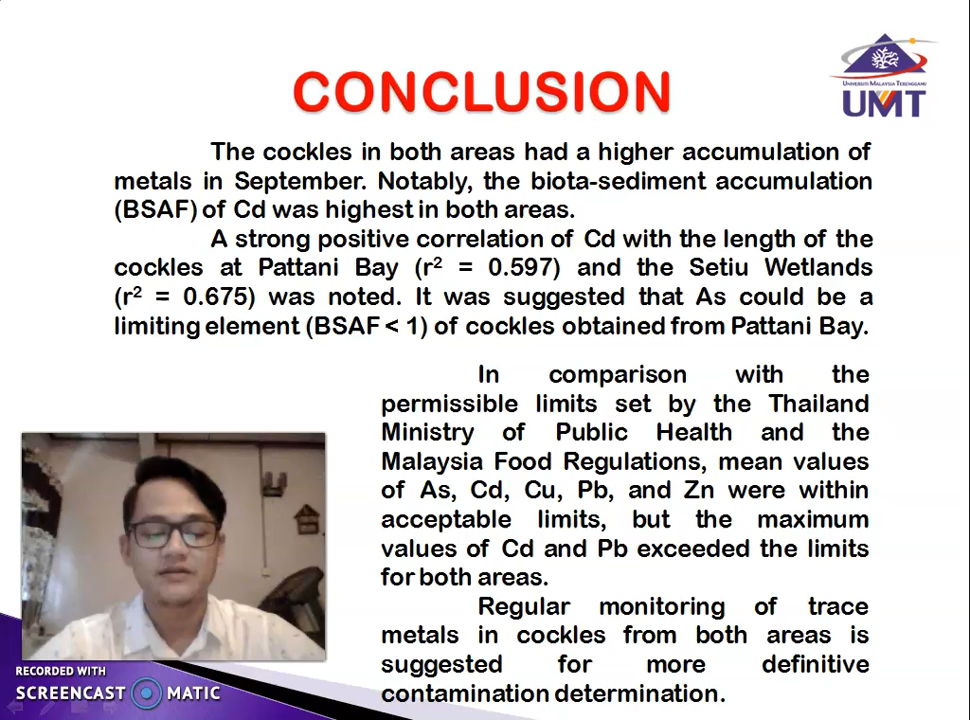 CONCLUSION
UNIVERSITI MALAYSIA TERENGGANU
UMT
The cockles in both areas had a higher accumulation of
metals in September. Notably, the biota-sediment accumulation
(BSAF) of Cd was highest in both areas.
A strong positive correlation of Cd with the length of the
cockles at Pattani Bay (r² = 0.597) and the Setiu Wetlands
(r² = 0.675) was noted. It was suggested that As could be a
limiting element (BSAF < 1) of cockles obtained from Pattani Bay.
In comparison with the
permissible limits set by the Thailand
Ministry of Public Health and the
Malaysia Food Regulations, mean values
of As, Cd, Cu, Pb, and Zn were within
acceptable limits, but the maximum
values of Cd and Pb exceeded the limits
for both areas.
Regular monitoring of trace
metals in cockles from both areas is
suggested for more definitive
contamination determination.
RECORDED WITH
SCREENCAST MATIC